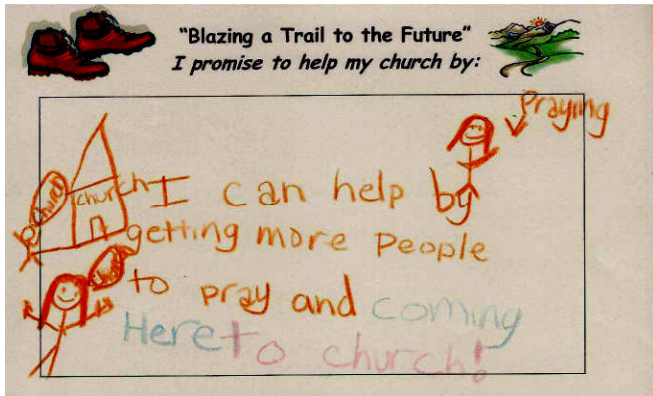 "Blazing a Trail to the Future"
I promise to help my church by:
Praying
church
church
I can help by
getting more people
to pray and coming
Here to church!